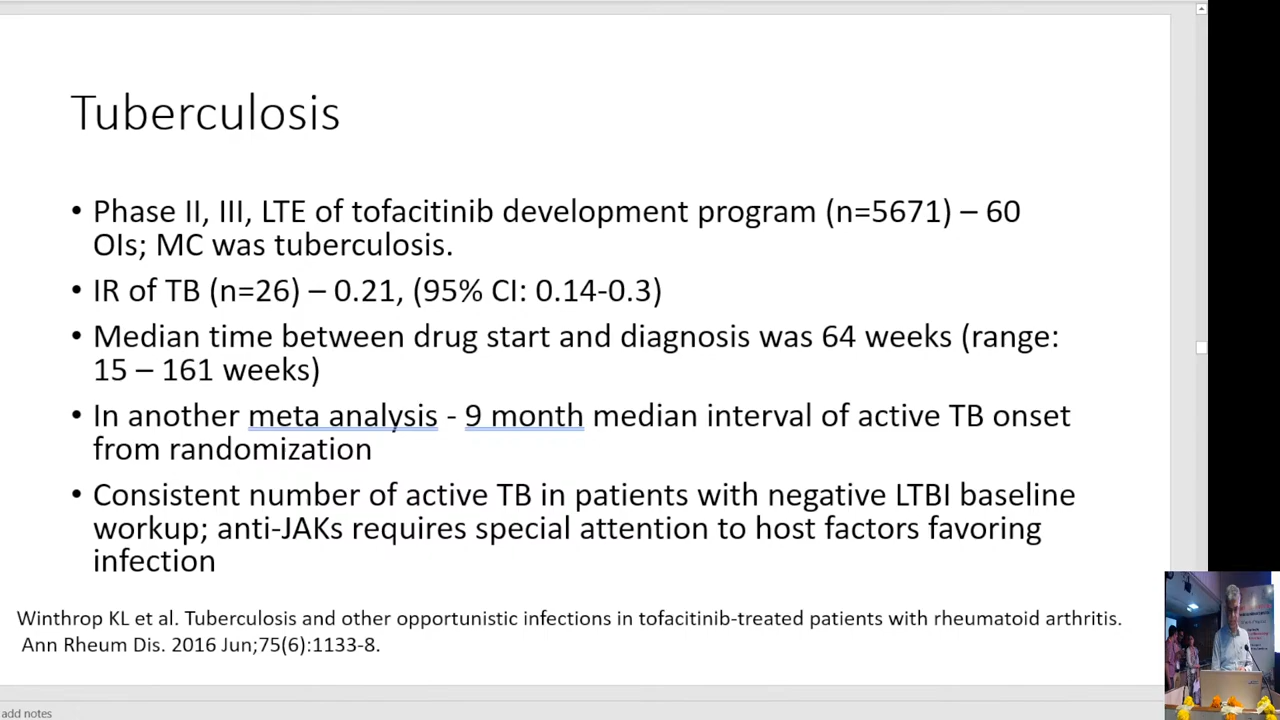 Tuberculosis
• Phase II, III, LTE of tofacitinib development program (n=5671) – 60
OIs; MC was tuberculosis.
• IR of TB (n=26) – 0.21, (95% CI: 0.14-0.3)
• Median time between drug start and diagnosis was 64 weeks (range:
15 – 161 weeks)
• In another meta analysis - 9 month median interval of active TB onset
from randomization
• Consistent number of active TB in patients with negative LTBI baseline
workup; anti-JAKs requires special attention to host factors favoring
infection
Winthrop KL et al. Tuberculosis and other opportunistic infections in tofacitinib-treated patients with rheumatoid arthritis.
Ann Rheum Dis. 2016 Jun;75(6):1133-8.
add notes